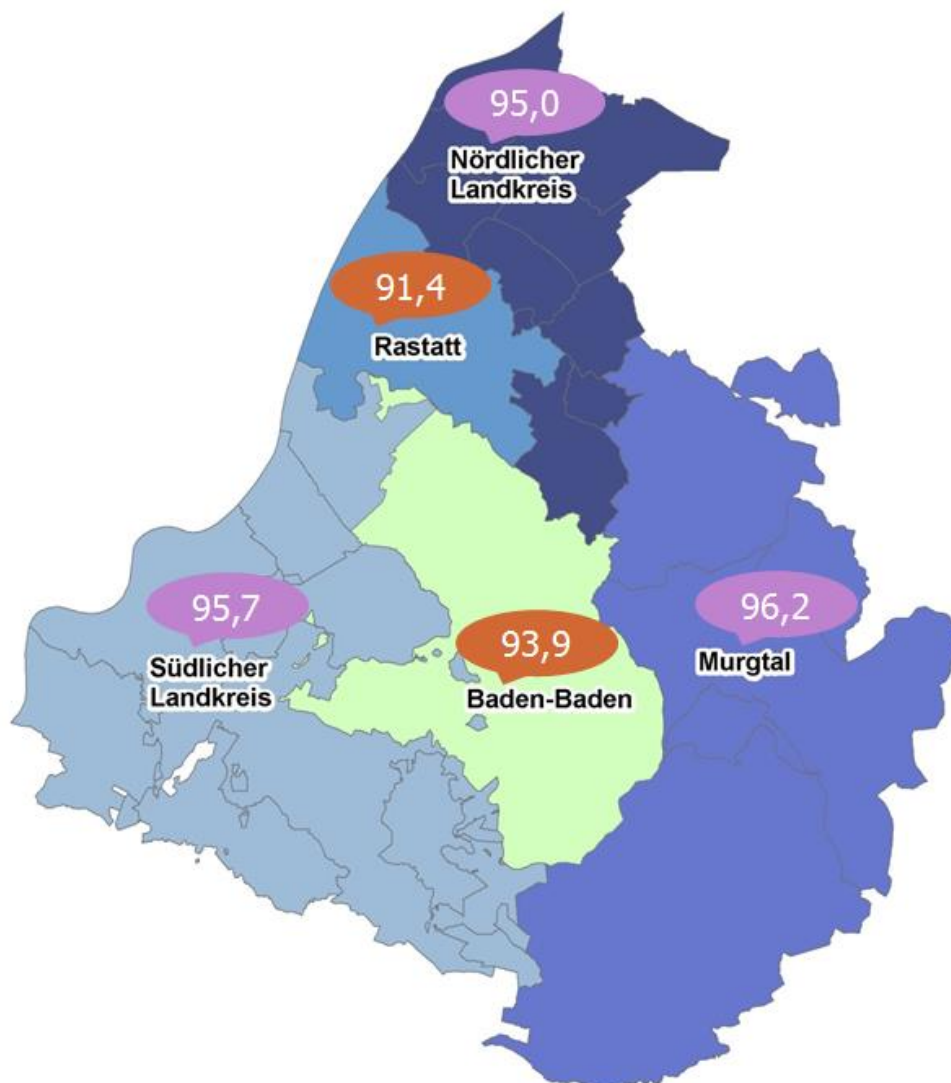 95,0
Nördlicher
Landkreis
91,4
Rastatt
95,7
Südlicher
Landkreis
93,9
Baden-Baden
96,2
Murgtal